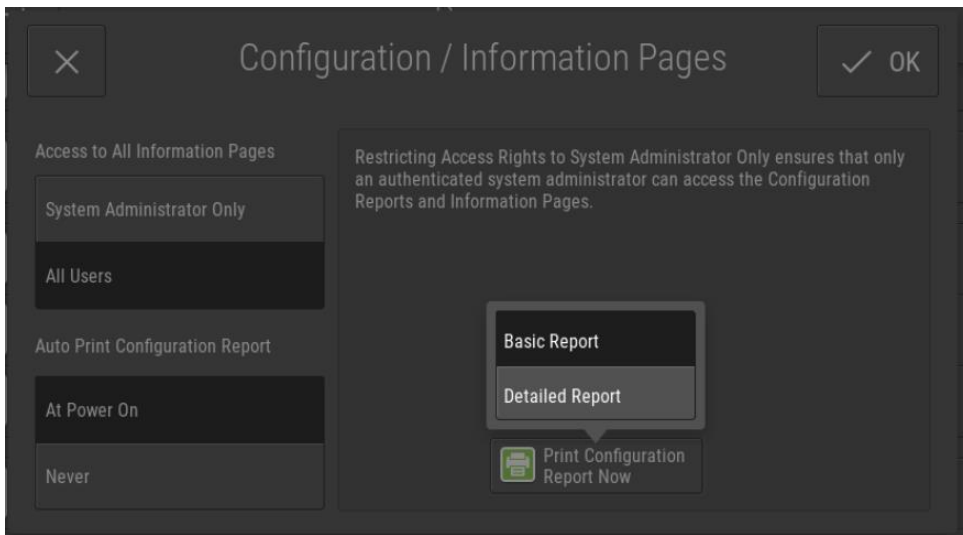 Configuration / Information Pages
OK
Access to All Information Pages
System Administrator Only
All Users
Auto Print Configuration Report
At Power On
Never
Restricting Access Rights to System Administrator Only ensures that only
an authenticated system administrator can access the Configuration
Reports and Information Pages.
Basic Report
Detailed Report
Print Configuration
Report Now